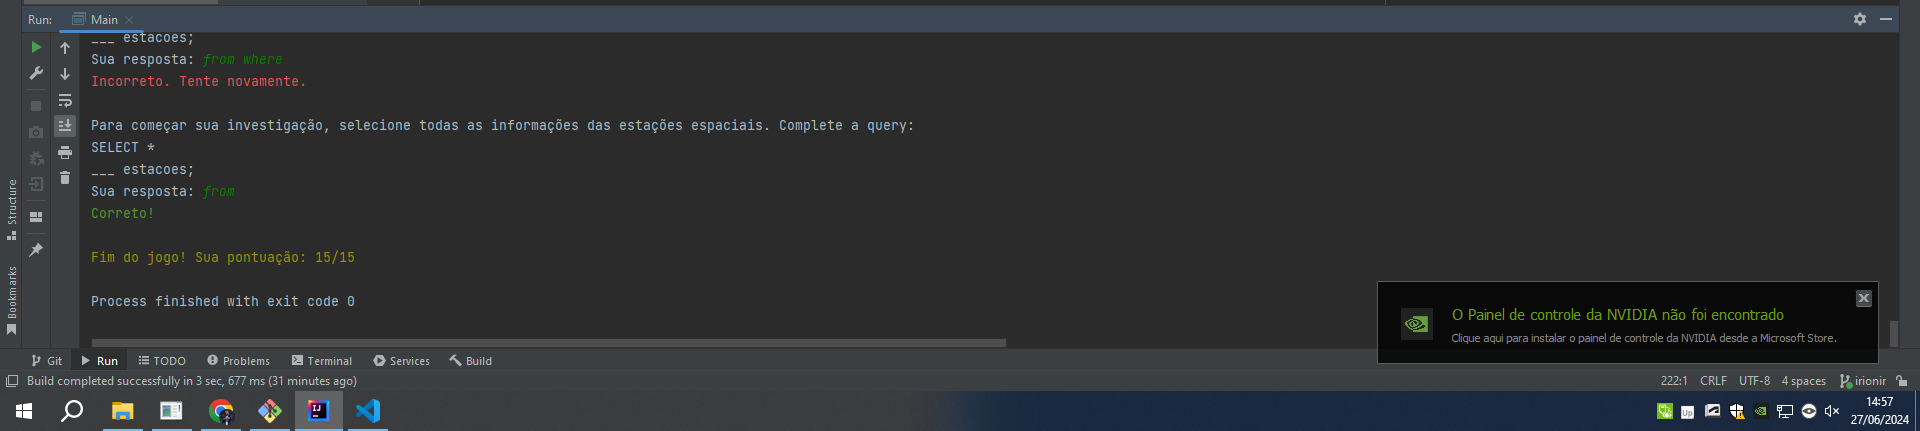 Run: Main
___ estacoes;
Sua resposta: from where
Incorreto. Tente novamente.
Para começar sua investigação, selecione todas as informações das estações espaciais. Complete a query:
SELECT *
___ estacoes;
Sua resposta: from
Correto!
Fim do jogo! Sua pontuação: 15/15
Process finished with exit code 0
Structure
Bookmarks
O Painel de controle da NVIDIA não foi encontrado
Clique aqui para instalar o painel de controle da NVIDIA desde a Microsoft Store.
Git Run TODO Problems Terminal Services Build
Build completed successfully in 3 sec, 677 ms (31 minutes ago)
222:1 CRLF UTF-8 4 spaces irionir
IJ
Up
14:57
27/06/2024